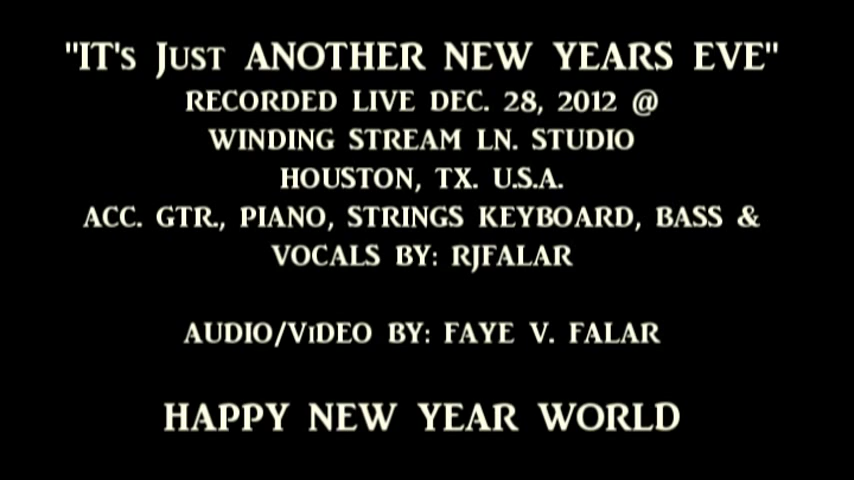 "IT's Just ANOTHER NEW YEARS EVE"
RECORDED LIVE DEC. 28, 2012 @
WINDING STREAM LN. STUDIO
HOUSTON, TX. U.S.A.
ACC. GTR., PIANO, STRINGS KEYBOARD, BASS &
VOCALS BY: RJFALAR
AUDIO/ViDEO BY: FAYE V. FALAR
HAPPY NEW YEAR WORLD